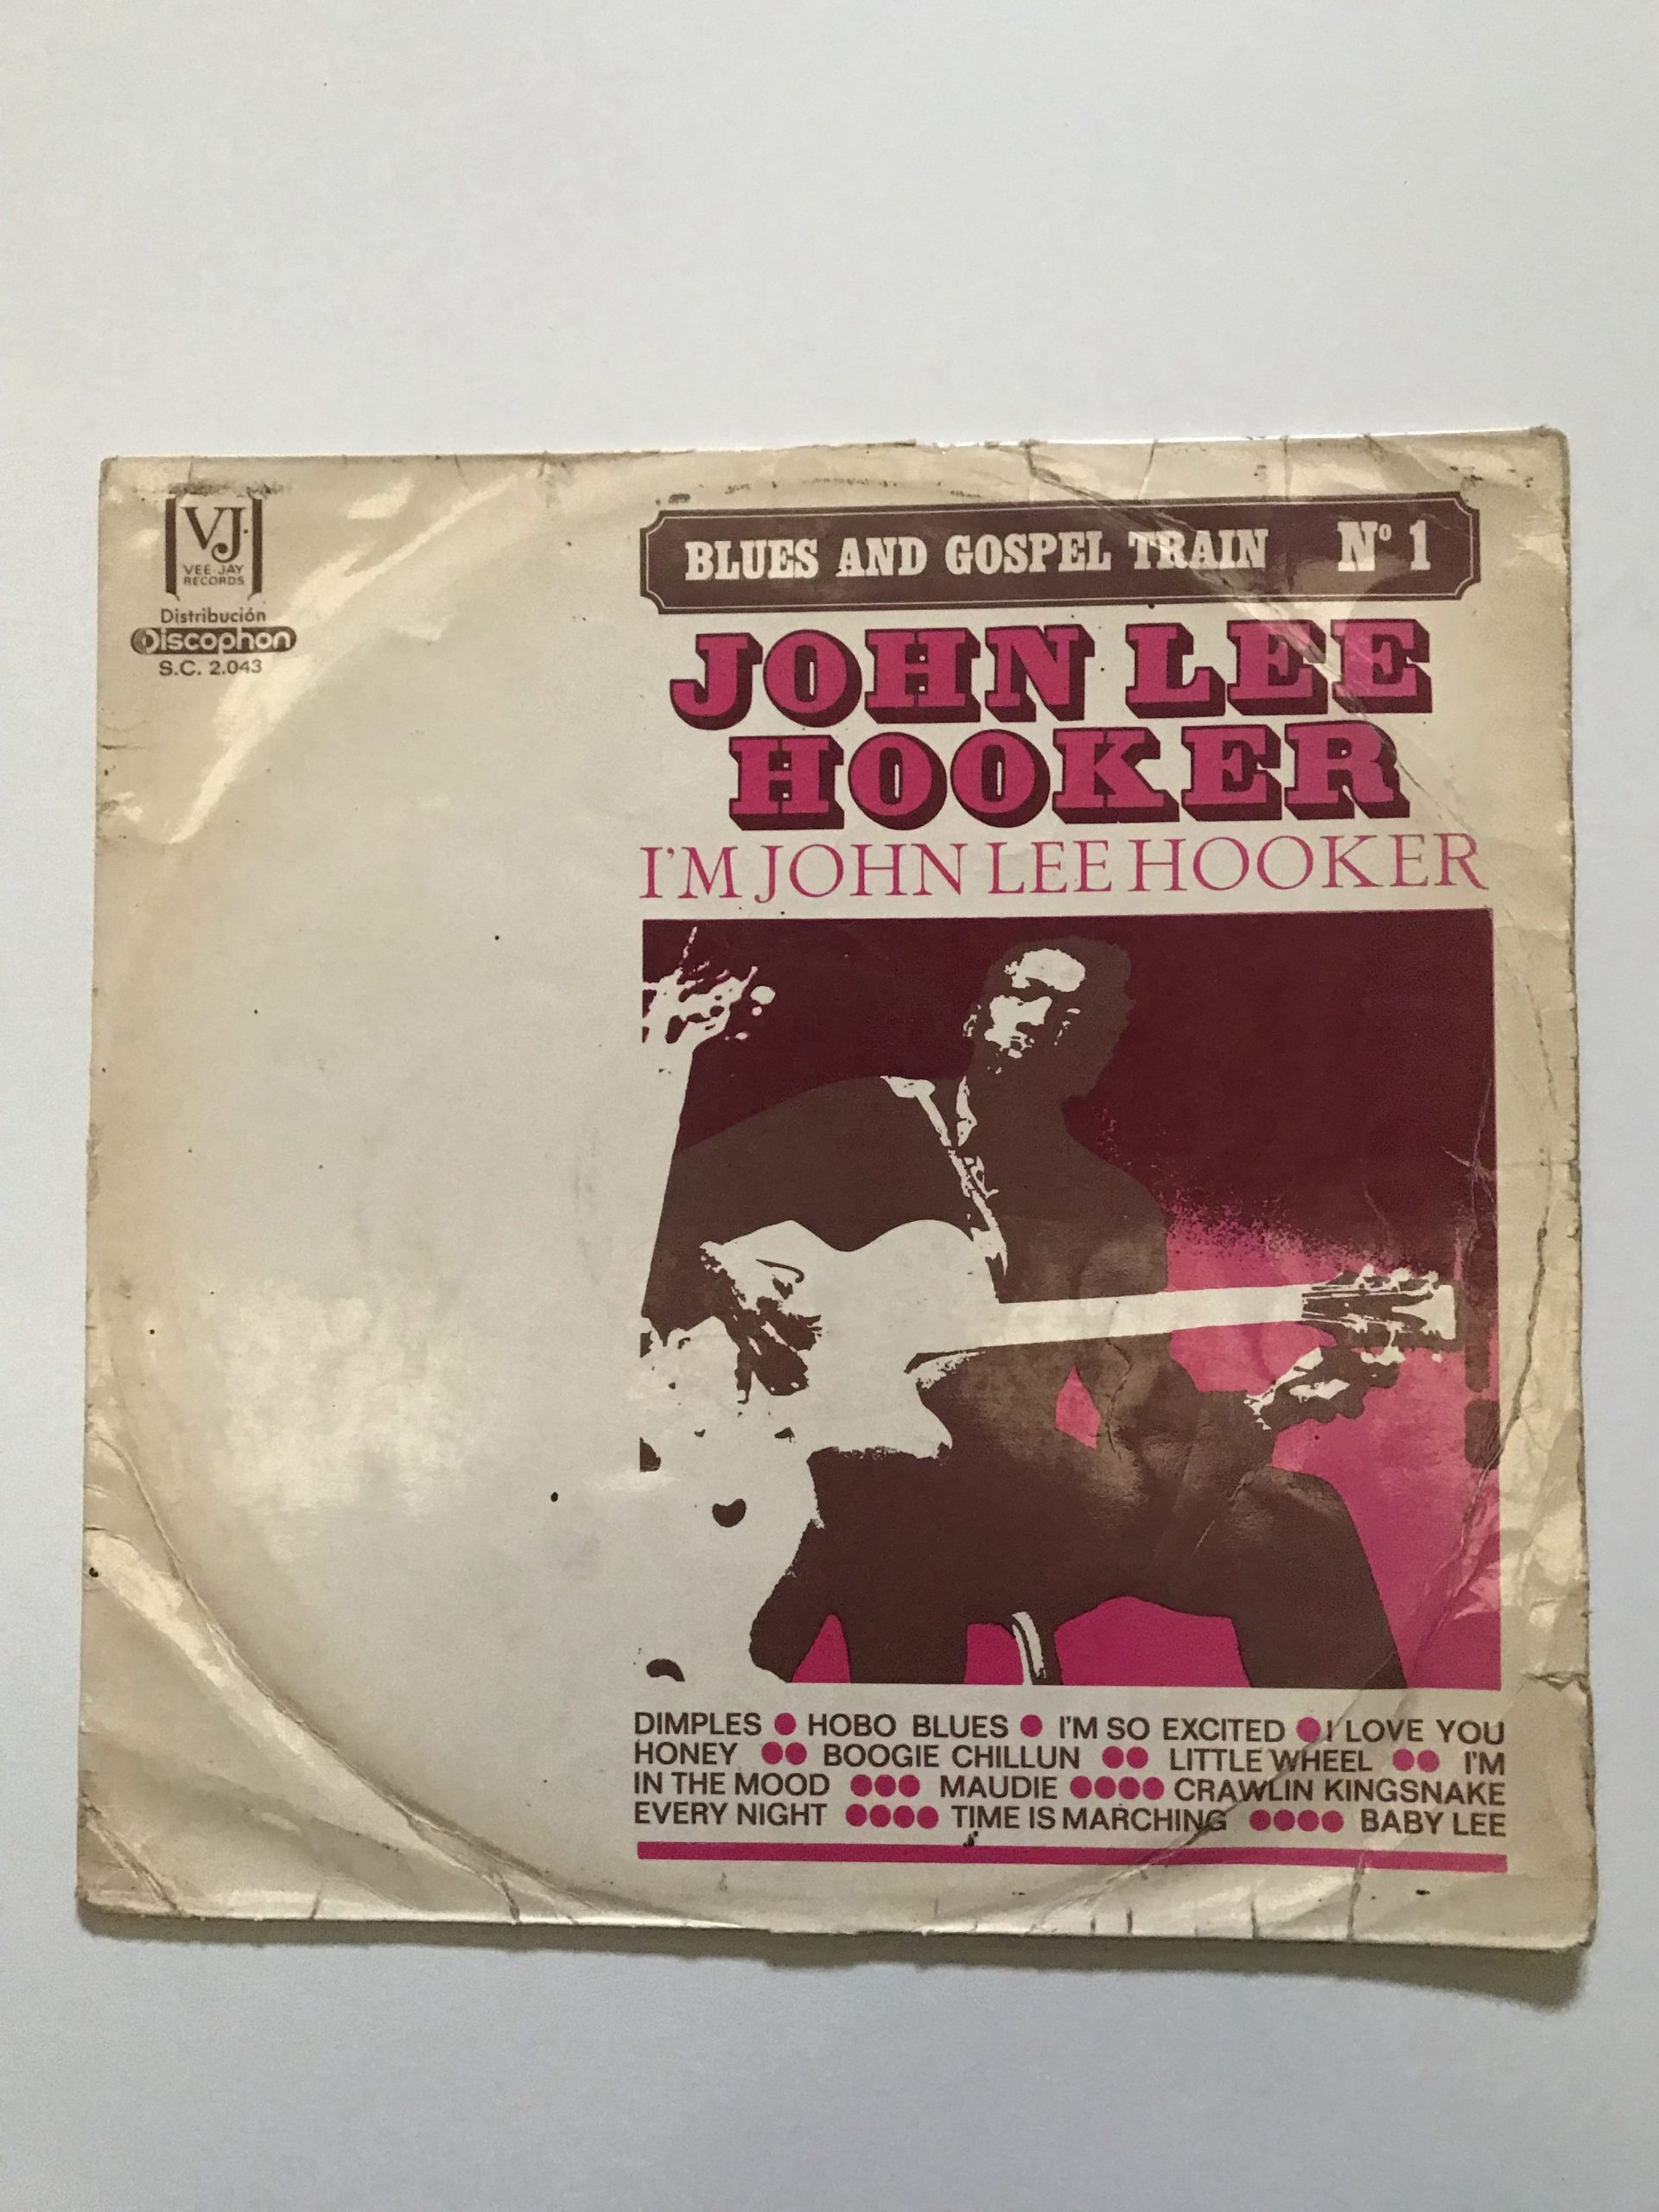 VJ
VEE-JAY
RECORDS
Distribución
Discophon
S.C. 2.043
BLUES AND GOSPEL TRAIN Nº 1
JOHN LEE
HOOKER
I'M JOHN LEE HOOKER
DIMPLES ● HOBO BLUES ● I'M SO EXCITED ● I LOVE YOU
HONEY ●● BOOGIE CHILLUN ●● LITTLE WHEEL ●● I'M
IN THE MOOD ●●● MAUDIE ●●●● CRAWLIN KINGSNAKE
EVERY NIGHT ●●●● TIME IS MARCHING ●●●● BABY LEE